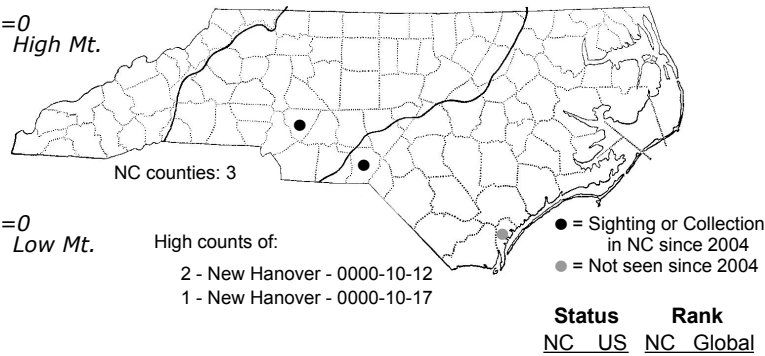 =0
High Mt.
NC counties: 3
=0
Low Mt.
High counts of:
2 - New Hanover - 0000-10-12
1 - New Hanover - 0000-10-17
● = Sighting or Collection
in NC since 2004
● = Not seen since 2004
Status Rank
NC US NC Global